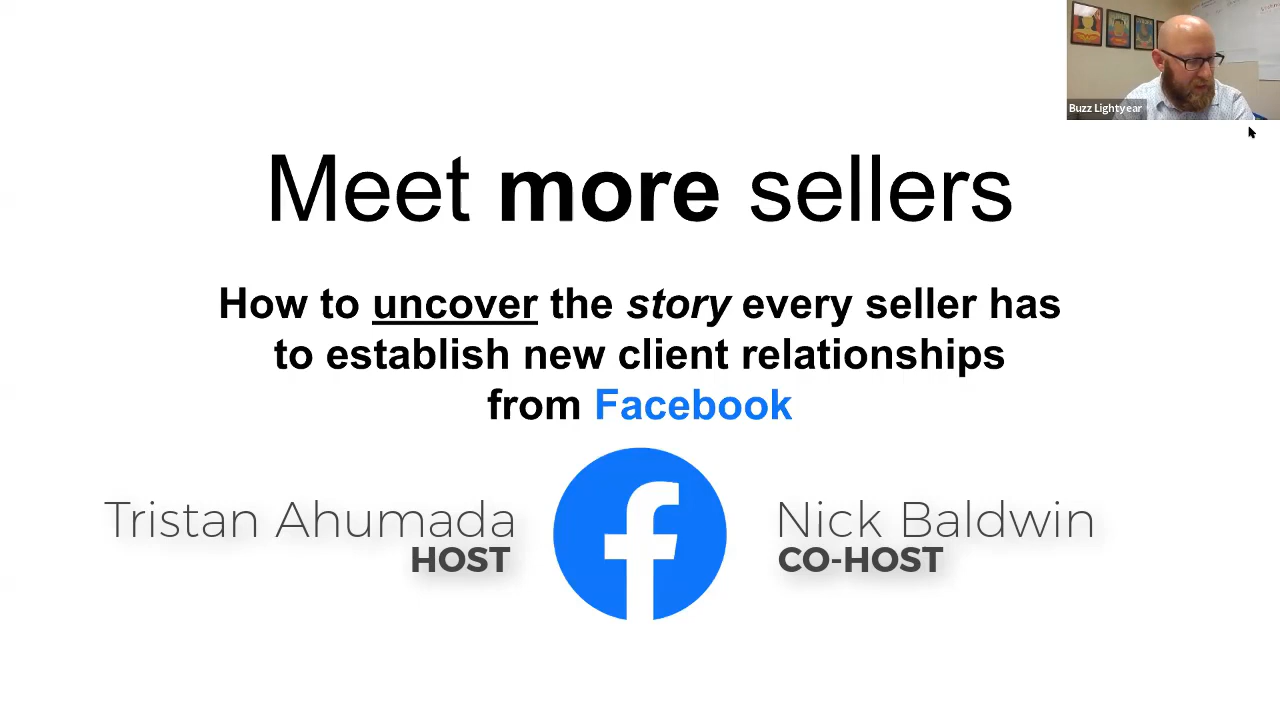 Buzz Lightyear
Meet more sellers
How to uncover the story every seller has
to establish new client relationships
from Facebook
Tristan Ahumada
HOST
Nick Baldwin
CO-HOST